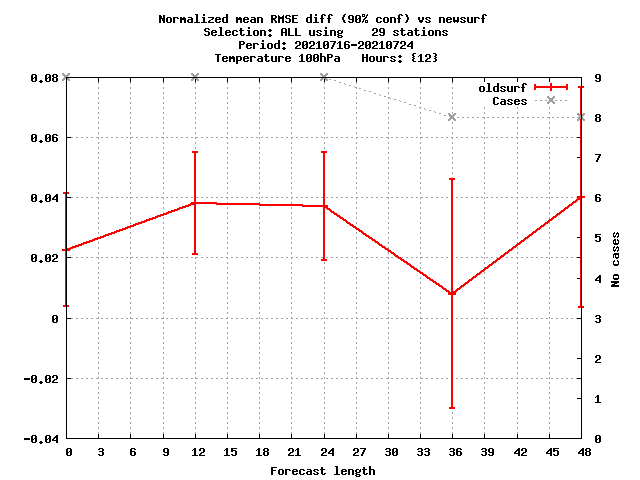 Normalized mean RMSE diff (90% conf) vs newsurf
Selection: ALL using    29 stations
Period: 20210716-20210724
Temperature 100hPa   Hours: {12}
oldsurf
Cases
0.08
0.06
0.04
0.02
0
-0.02
-0.04
9
8
7
6
5
4
3
2
1
0
No cases
0 3 6 9 12 15 18 21 24 27 30 33 36 39 42 45 48
Forecast length